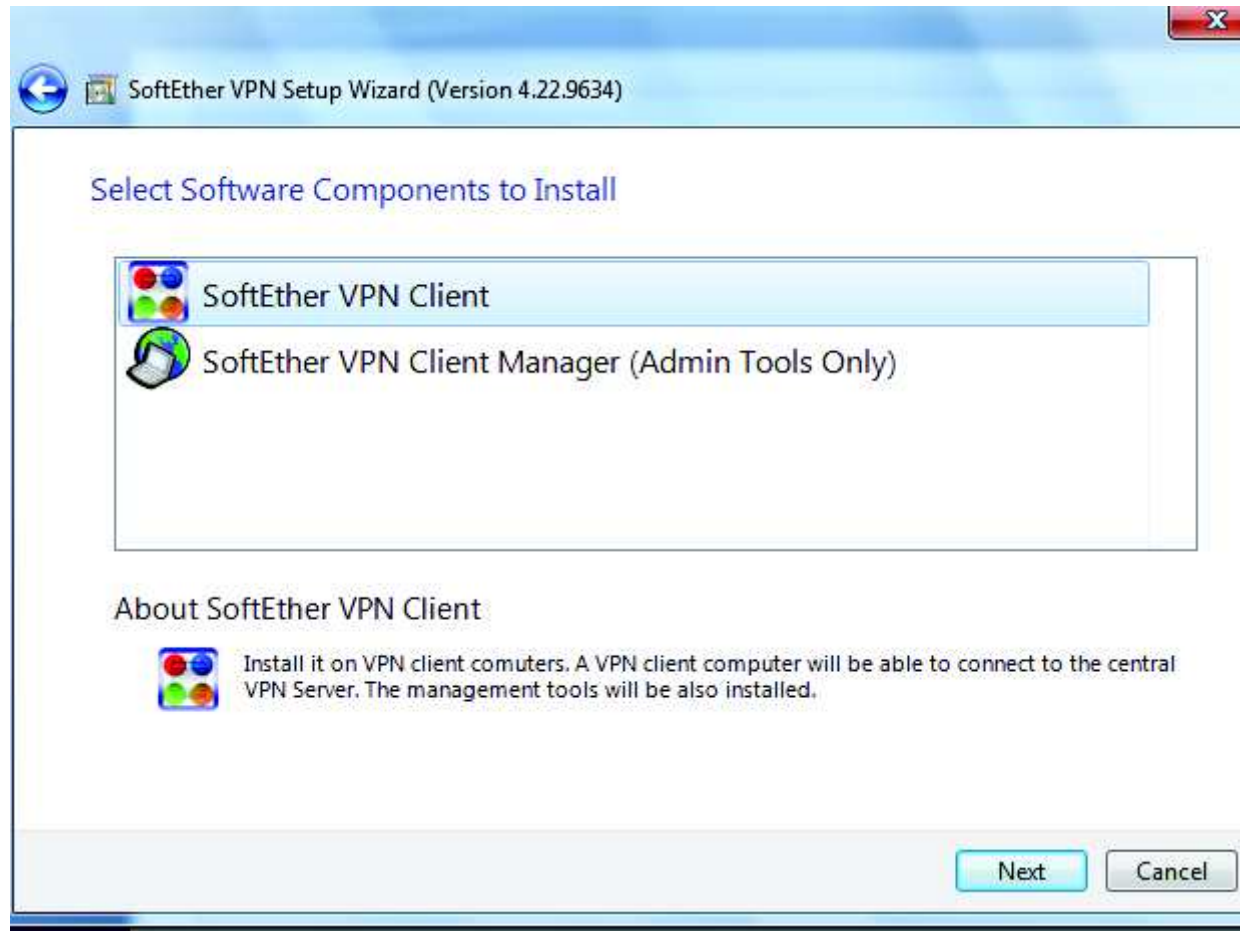 SoftEther VPN Setup Wizard (Version 4.22.9634)
Select Software Components to Install
SoftEther VPN Client
SoftEther VPN Client Manager (Admin Tools Only)
About SoftEther VPN Client
Install it on VPN client comuters. A VPN client computer will be able to connect to the central
VPN Server. The management tools will be also installed.
Next
Cancel